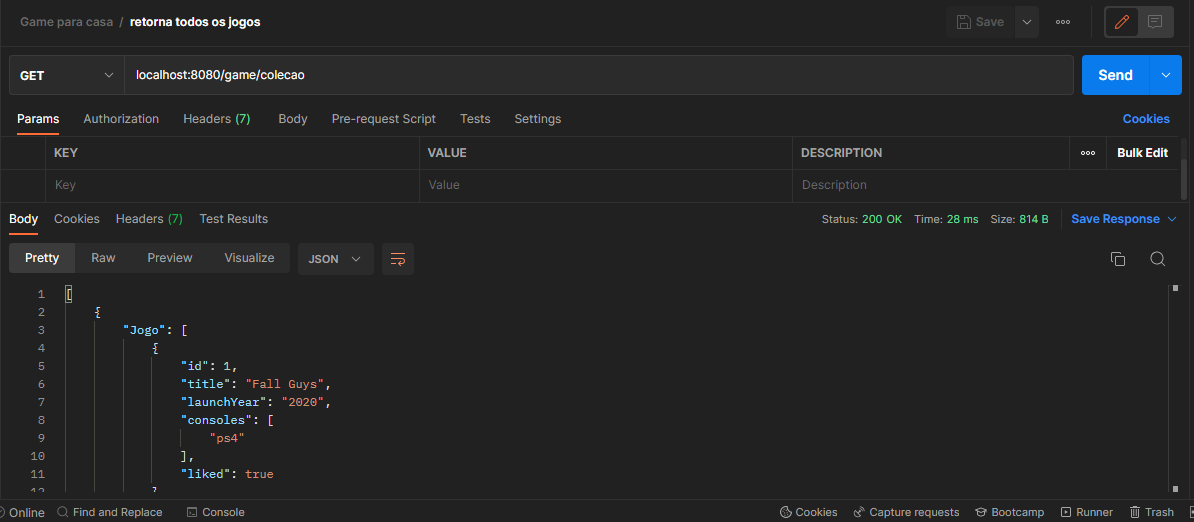 Game para casa / retorna todos os jogos
Save
GET localhost:8080/game/colecao Send
Params Authorization Headers (7) Body Pre-request Script Tests Settings Cookies
KEY VALUE DESCRIPTION Bulk Edit
Key Value Description
Body Cookies Headers (7) Test Results Status: 200 OK Time: 28 ms Size: 814 B Save Response
Pretty Raw Preview Visualize JSON
1 [
2 {
3 "Jogo": [
4 {
5 "id": 1,
6 "title": "Fall Guys",
7 "launchYear": "2020",
8 "consoles": [
9 "ps4"
10 ],
11 "liked": true
12 }
Online Find and Replace Console Cookies Capture requests Bootcamp Runner Trash